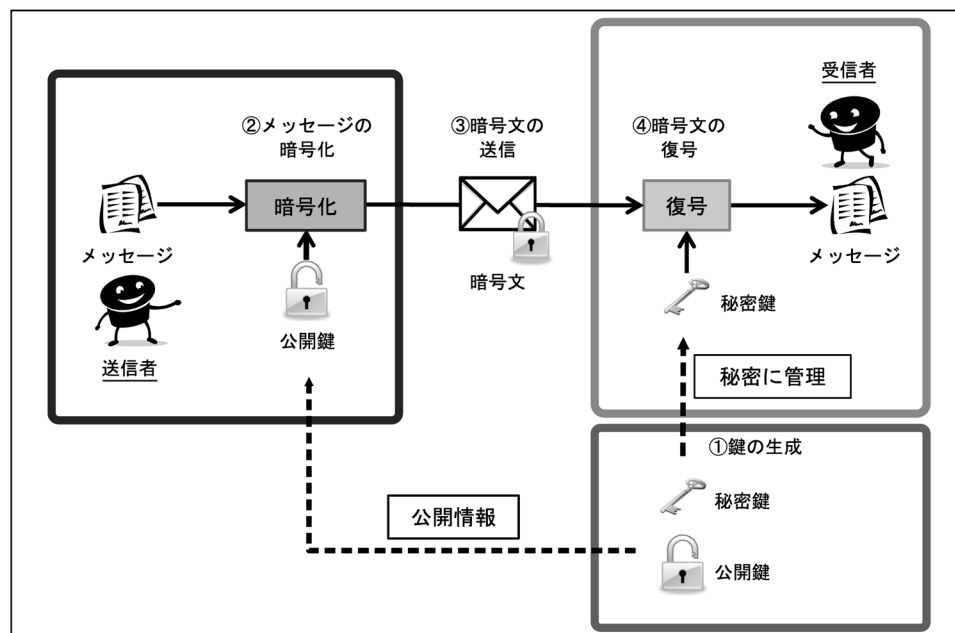 受信者
②メッセージの
暗号化
③暗号文の
送信
④暗号文の
復号
暗号化
復号
メッセージ
暗号文
メッセージ
公開鍵
秘密鍵
送信者
秘密に管理
①鍵の生成
秘密鍵
公開情報
公開鍵